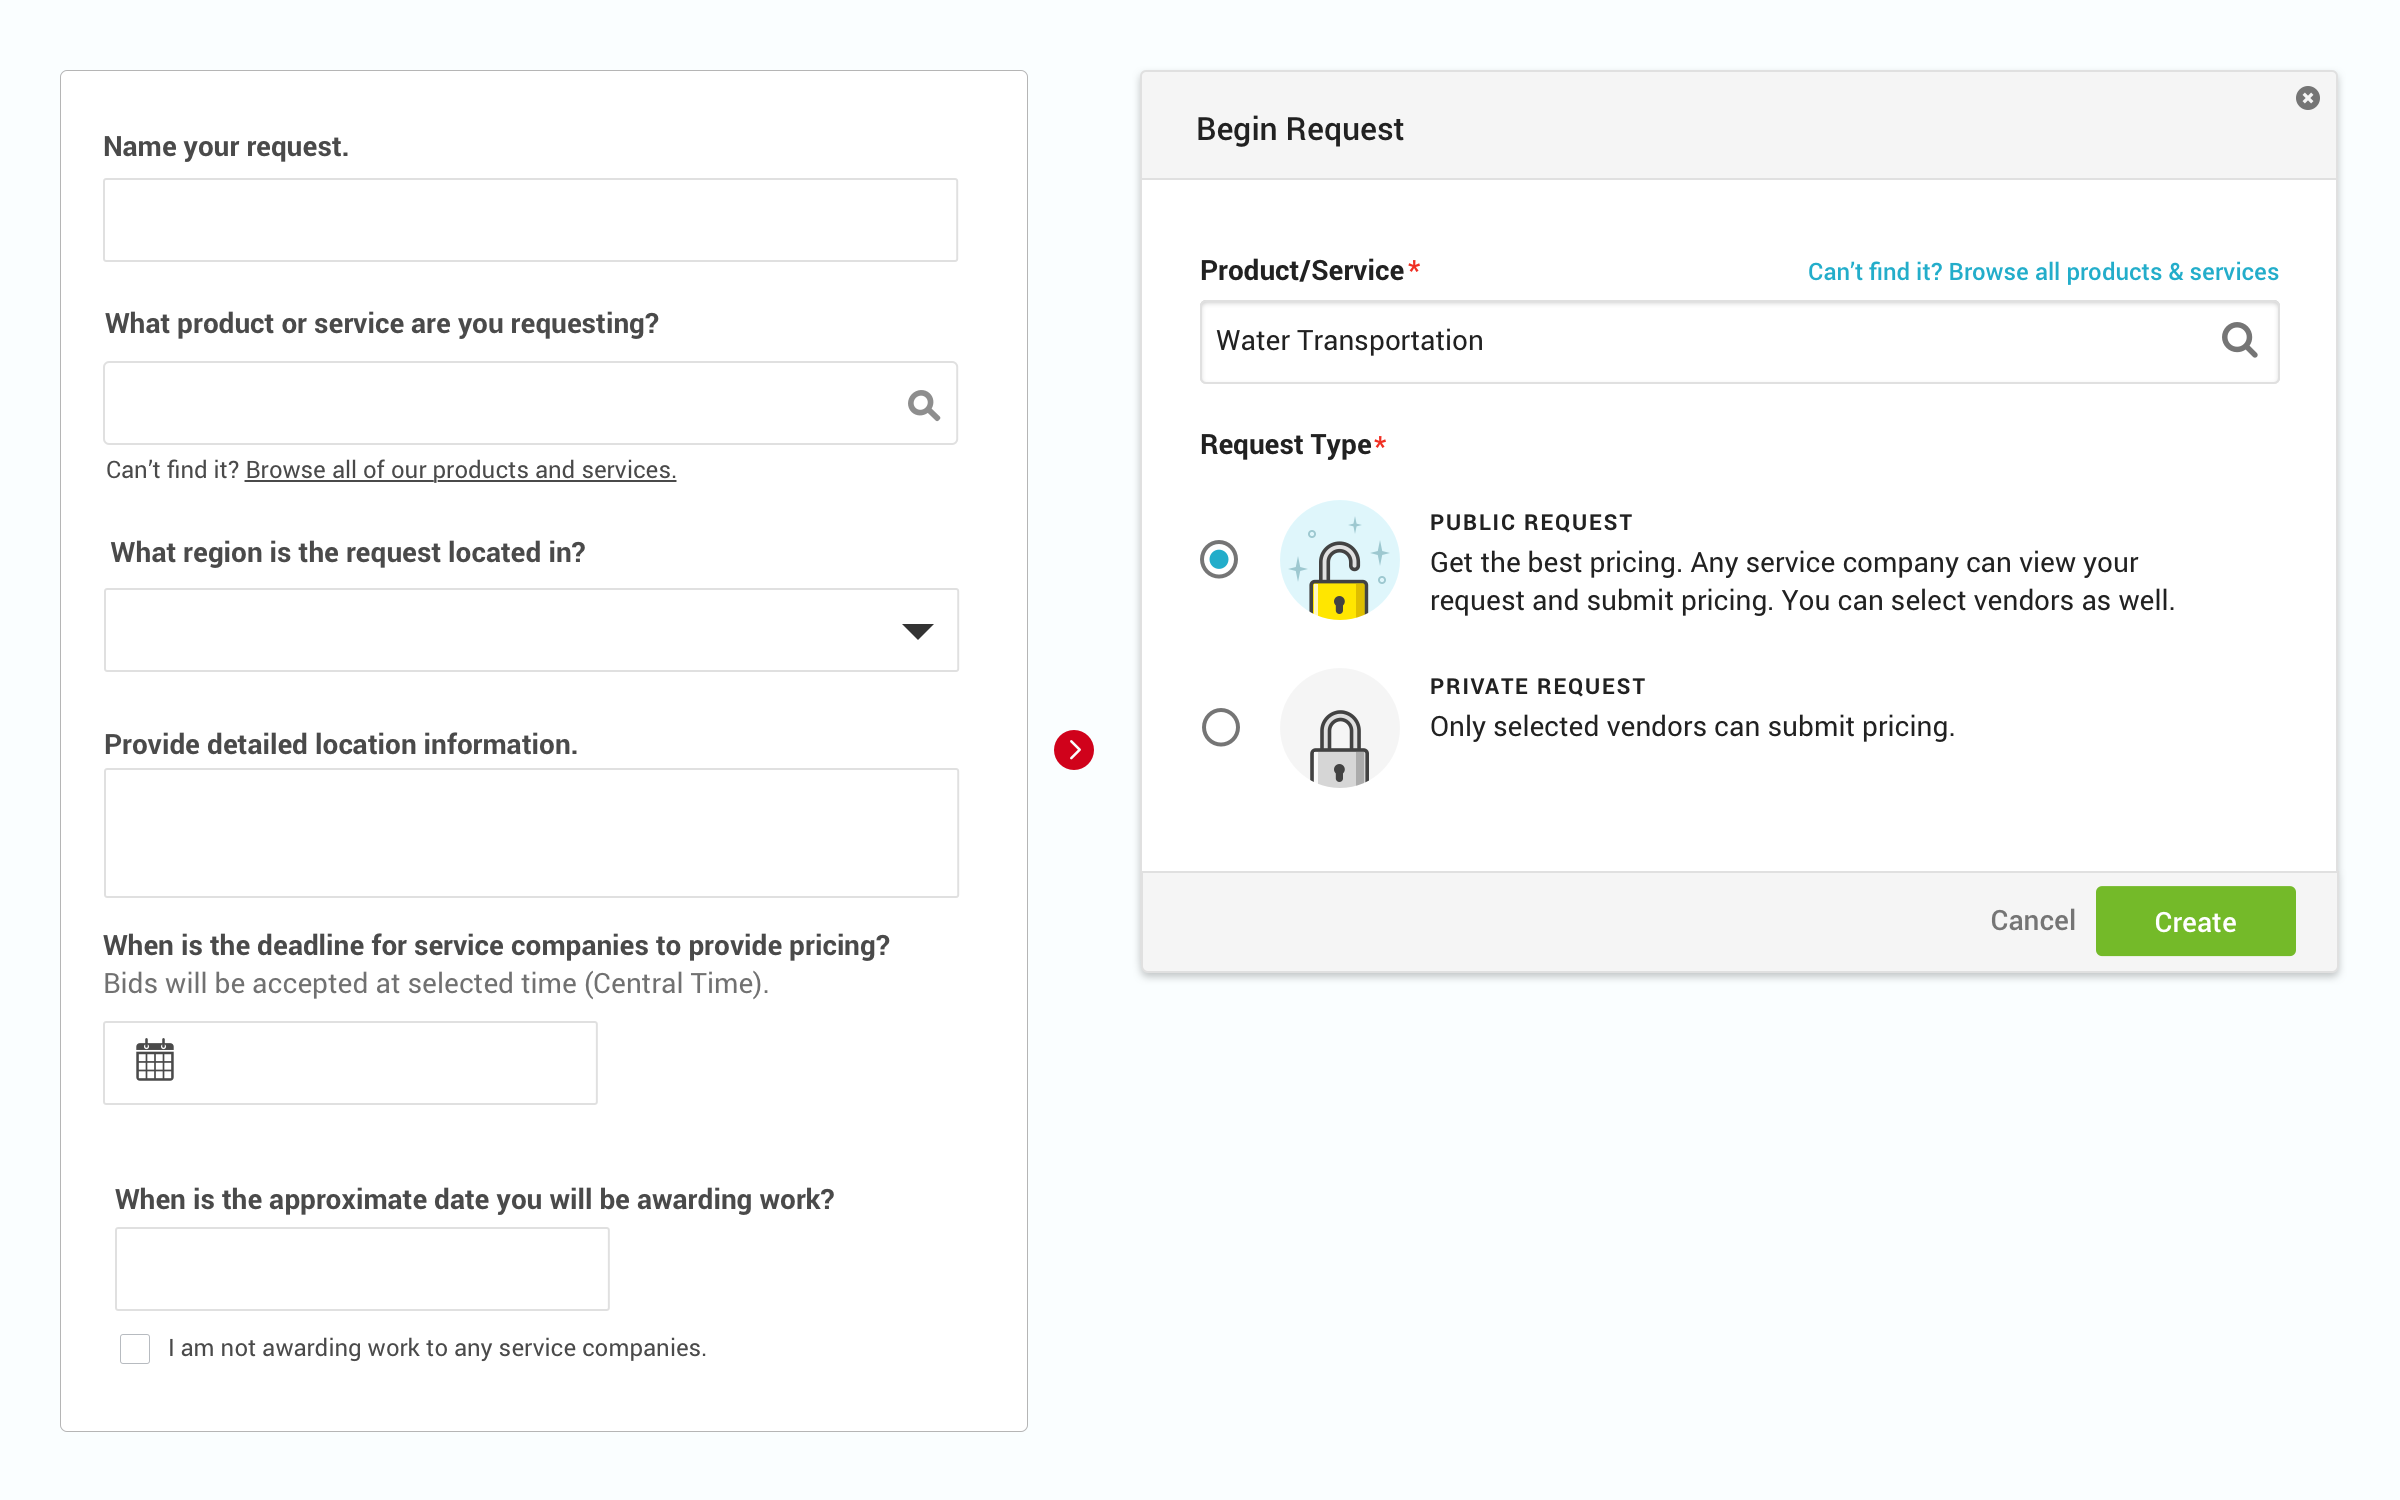 Name your request.
What product or service are you requesting?
Can’t find it? Browse all of our products and services.
What region is the request located in?
Provide detailed location information.
When is the deadline for service companies to provide pricing?
Bids will be accepted at selected time (Central Time).
When is the approximate date you will be awarding work?
I am not awarding work to any service companies.
Begin Request
Product/Service*
Can’t find it? Browse all products & services
Water Transportation
Request Type*
PUBLIC REQUEST
Get the best pricing. Any service company can view your
request and submit pricing. You can select vendors as well.
PRIVATE REQUEST
Only selected vendors can submit pricing.
Cancel
Create